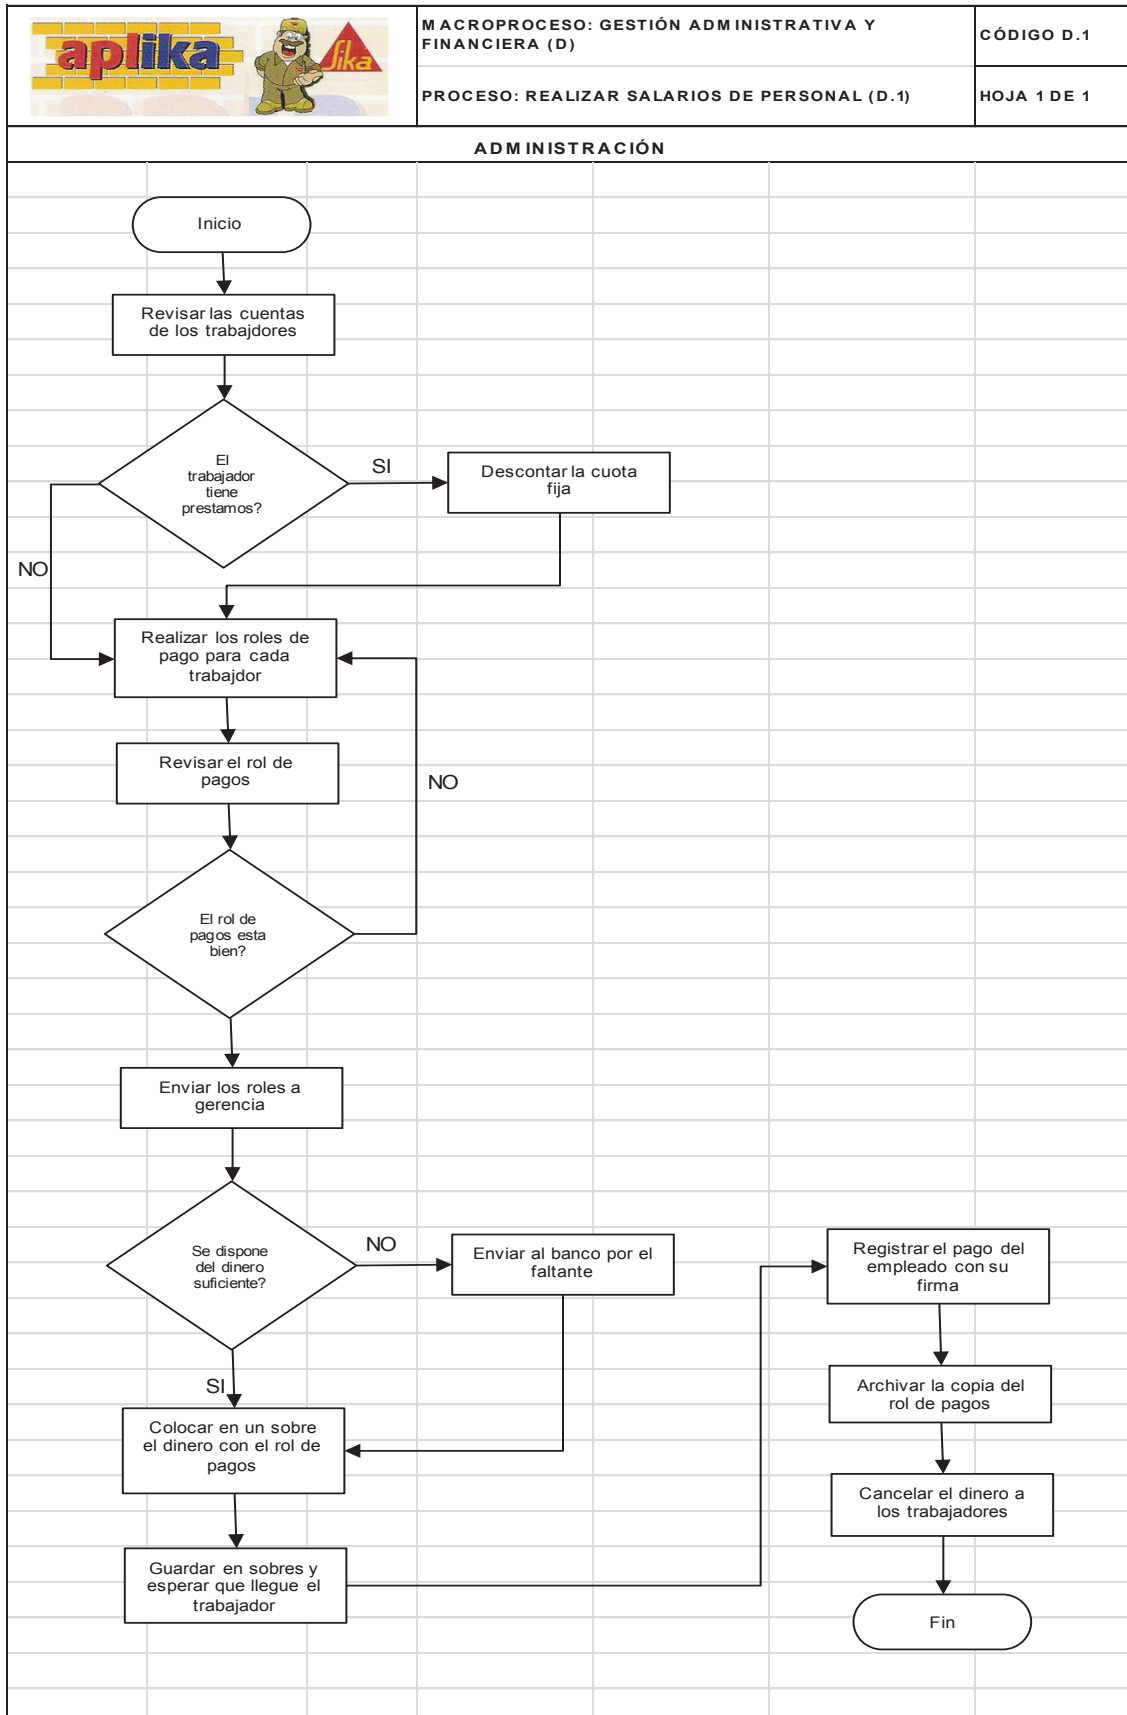 aplika
Sika
MACROPROCESO: GESTIÓN ADMINISTRATIVA Y
FINANCIERA (D)
CÓDIGO D.1
PROCESO: REALIZAR SALARIOS DE PERSONAL (D.1)
HOJA 1 DE 1
ADMINISTRACIÓN
Inicio
Revisar las cuentas
de los trabajdores
El
trabajador
tiene
prestamos?
SI
Descontar la cuota
fija
NO
Realizar los roles de
pago para cada
trabajdor
Revisar el rol de
pagos
NO
El rol de
pagos esta
bien?
Enviar los roles a
gerencia
Se dispone
del dinero
suficiente?
NO
Enviar al banco por el
faltante
SI
Colocar en un sobre
el dinero con el rol de
pagos
Guardar en sobres y
esperar que llegue el
trabajador
Registrar el pago del
empleado con su
firma
Archivar la copia del
rol de pagos
Cancelar el dinero a
los trabajadores
Fin